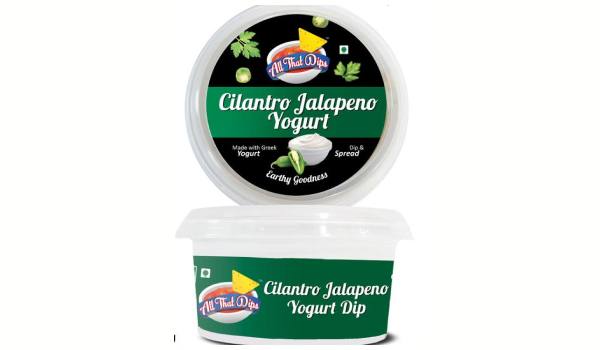 All That Dips
Cilantro Jalapeno
Yogurt
Made with Greek
Yogurt
Dip &
Spread
Earthy Goodness
All That Dips
Cilantro Jalapeno
Yogurt Dip